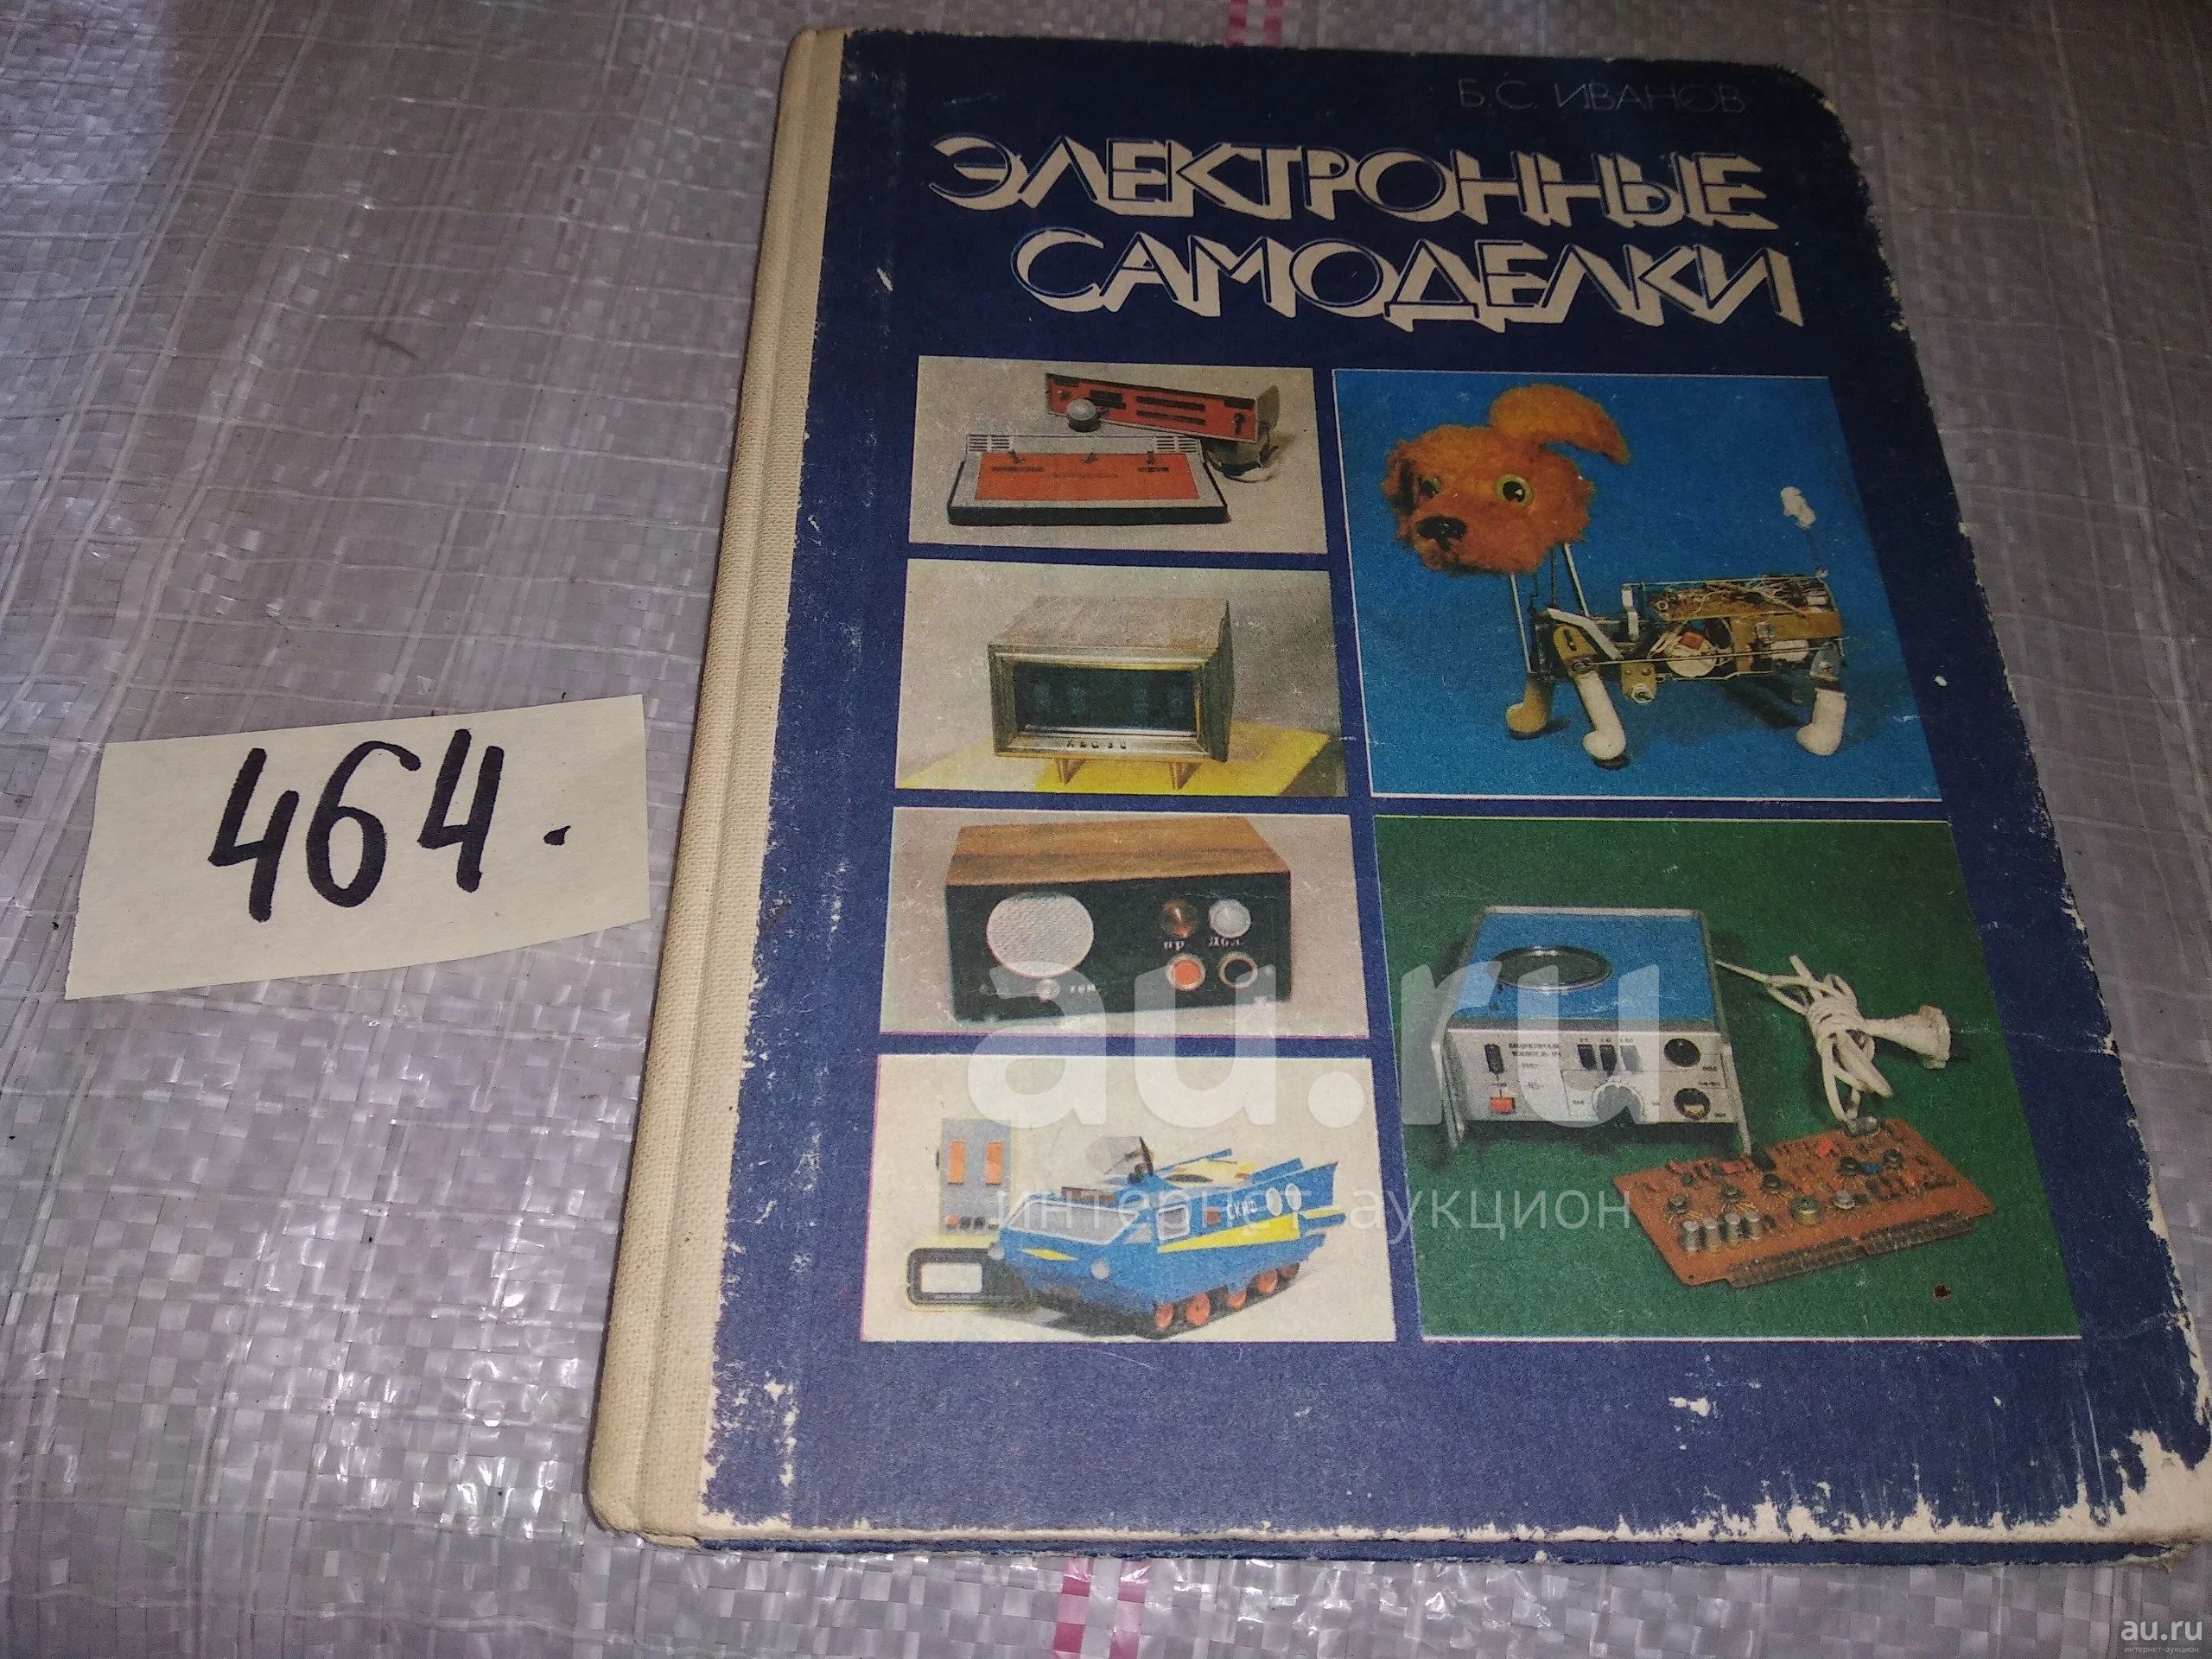 Б.С. ИВАНОВ
ЭЛЕКТРОННЫЕ
САМОДЕЛКИ
464.
au.ru
интернет-аукцион
au.ru
интернет-аукцион